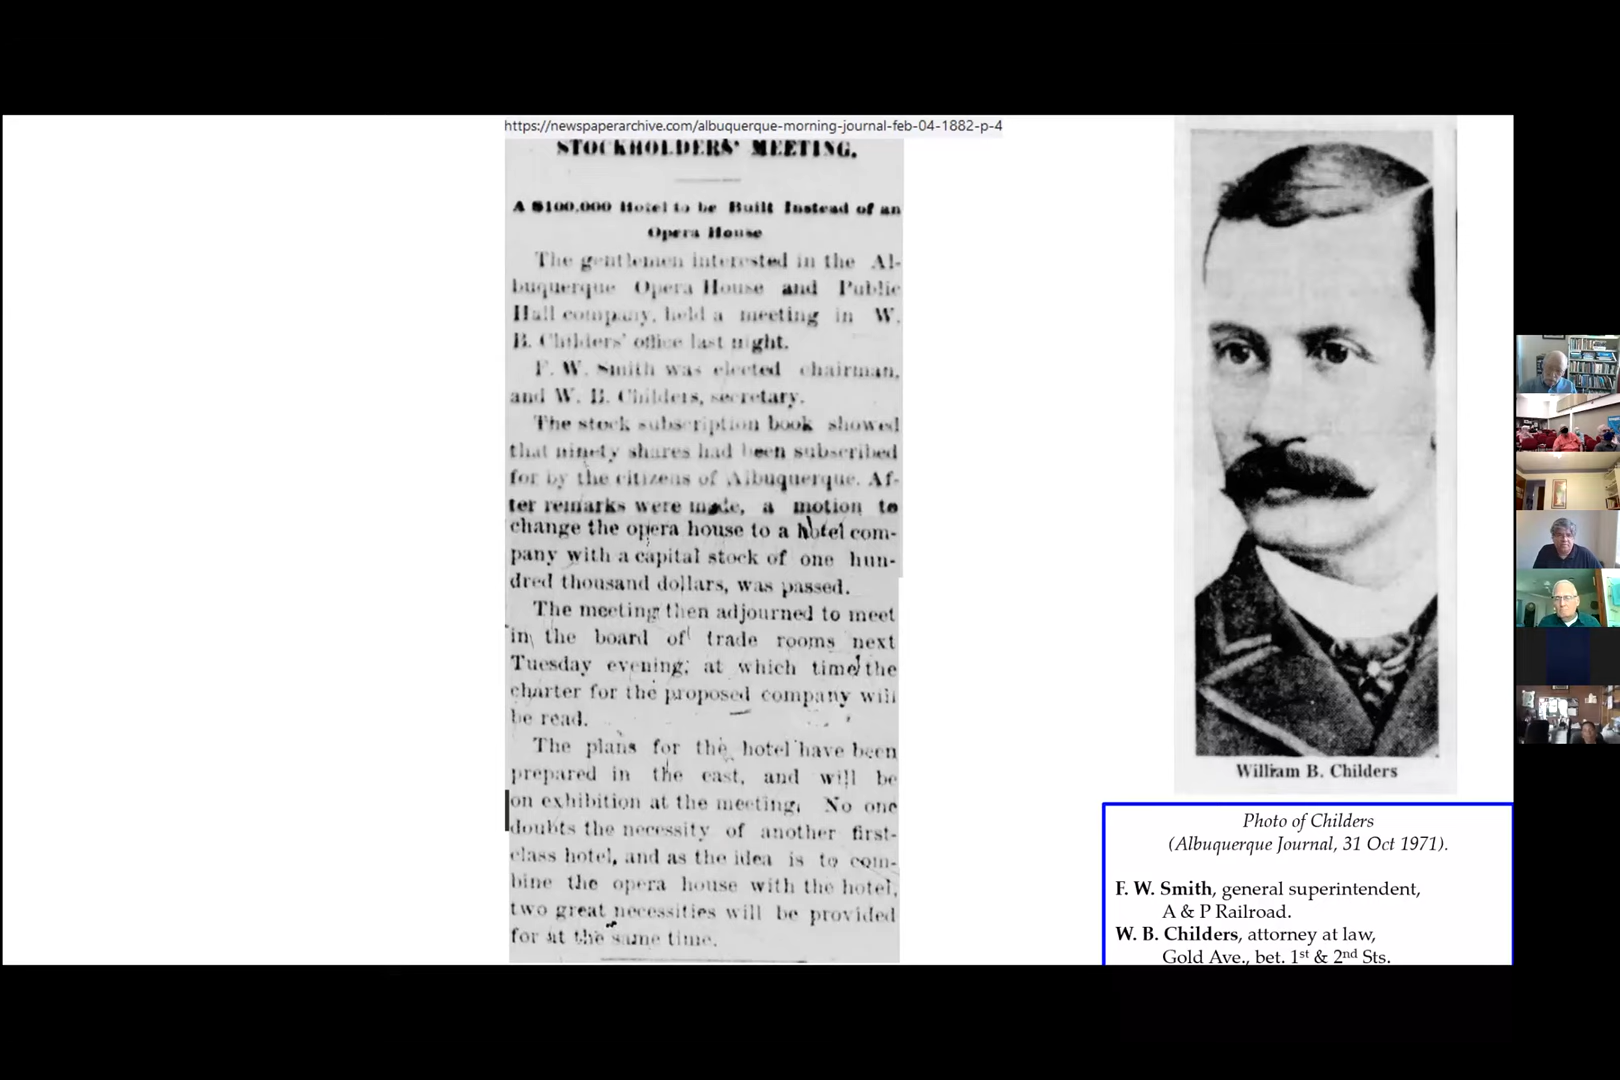 https://newspaperarchive.com/albuquerque-morning-journal-feb-04-1882-p-4
STOCKHOLDERS' MEETING.
A $100,000 Hotel to be Built Instead of an
Opera House
The gentlemen interested in the Al-
buquerque Opera House and Public
Hall company, held a meeting in W.
B. Childers' office last night.
F. W. Smith was elected chairman,
and W. B. Childers, secretary.
The stock subscription book showed
that ninety shares had been subscribed
for by the citizens of Albuquerque. Af-
ter remarks were made, a motion to
change the opera house to a hotel com-
pany with a capital stock of one hun-
dred thousand dollars, was passed.
The meeting then adjourned to meet
in the board of trade rooms next
Tuesday evening; at which time the
charter for the proposed company will
be read.
The plans for the hotel have been
prepared in the east, and will be
on exhibition at the meeting. No one
doubts the necessity of another first-
class hotel, and as the idea is to com-
bine the opera house with the hotel,
two great necessities will be provided
for at the same time.
William B. Childers
Photo of Childers
(Albuquerque Journal, 31 Oct 1971).
F. W. Smith, general superintendent,
A & P Railroad.
W. B. Childers, attorney at law,
Gold Ave., bet. 1st & 2nd Sts.